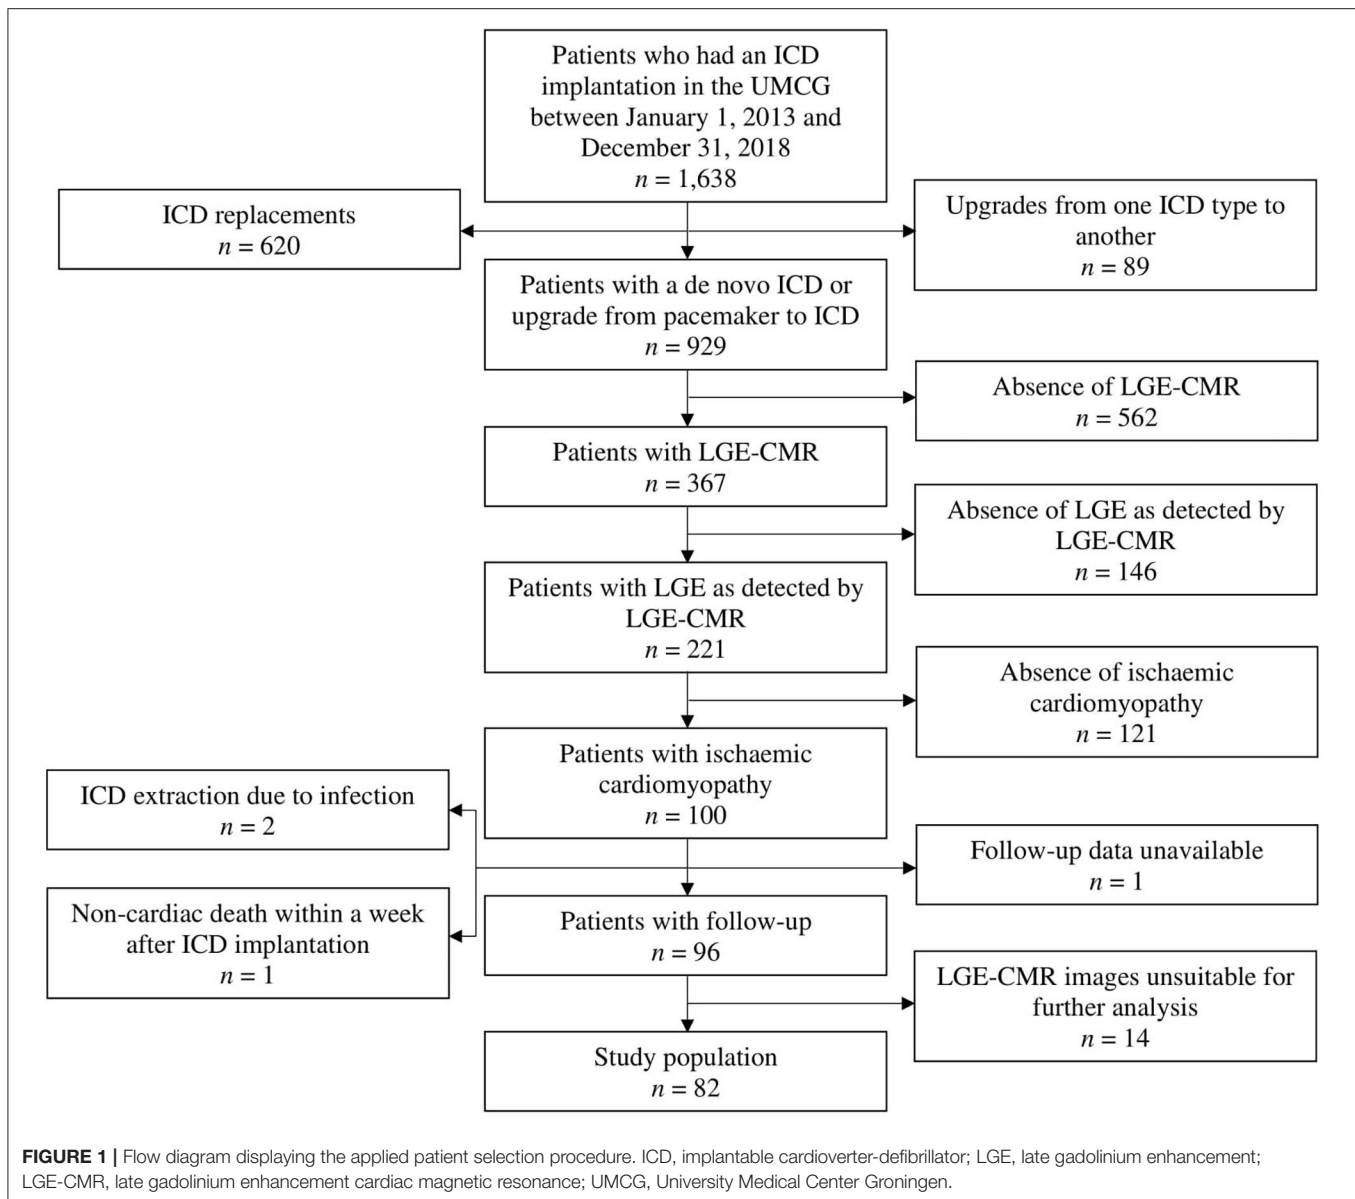 Patients who had an ICD
implantation in the UMCG
between January 1, 2013 and
December 31, 2018
n = 1,638
ICD replacements
n = 620
Upgrades from one ICD type to
another
n = 89
Patients with a de novo ICD or
upgrade from pacemaker to ICD
n = 929
Absence of LGE-CMR
n = 562
Patients with LGE-CMR
n = 367
Absence of LGE as detected by
LGE-CMR
n = 146
Patients with LGE as detected by
LGE-CMR
n = 221
Absence of ischaemic
cardiomyopathy
n = 121
Patients with ischaemic
cardiomyopathy
n = 100
ICD extraction due to infection
n = 2
Follow-up data unavailable
n = 1
Non-cardiac death within a week
after ICD implantation
n = 1
Patients with follow-up
n = 96
LGE-CMR images unsuitable for
further analysis
n = 14
Study population
n = 82
FIGURE 1 | Flow diagram displaying the applied patient selection procedure. ICD, implantable cardioverter-defibrillator; LGE, late gadolinium enhancement;
LGE-CMR, late gadolinium enhancement cardiac magnetic resonance; UMCG, University Medical Center Groningen.